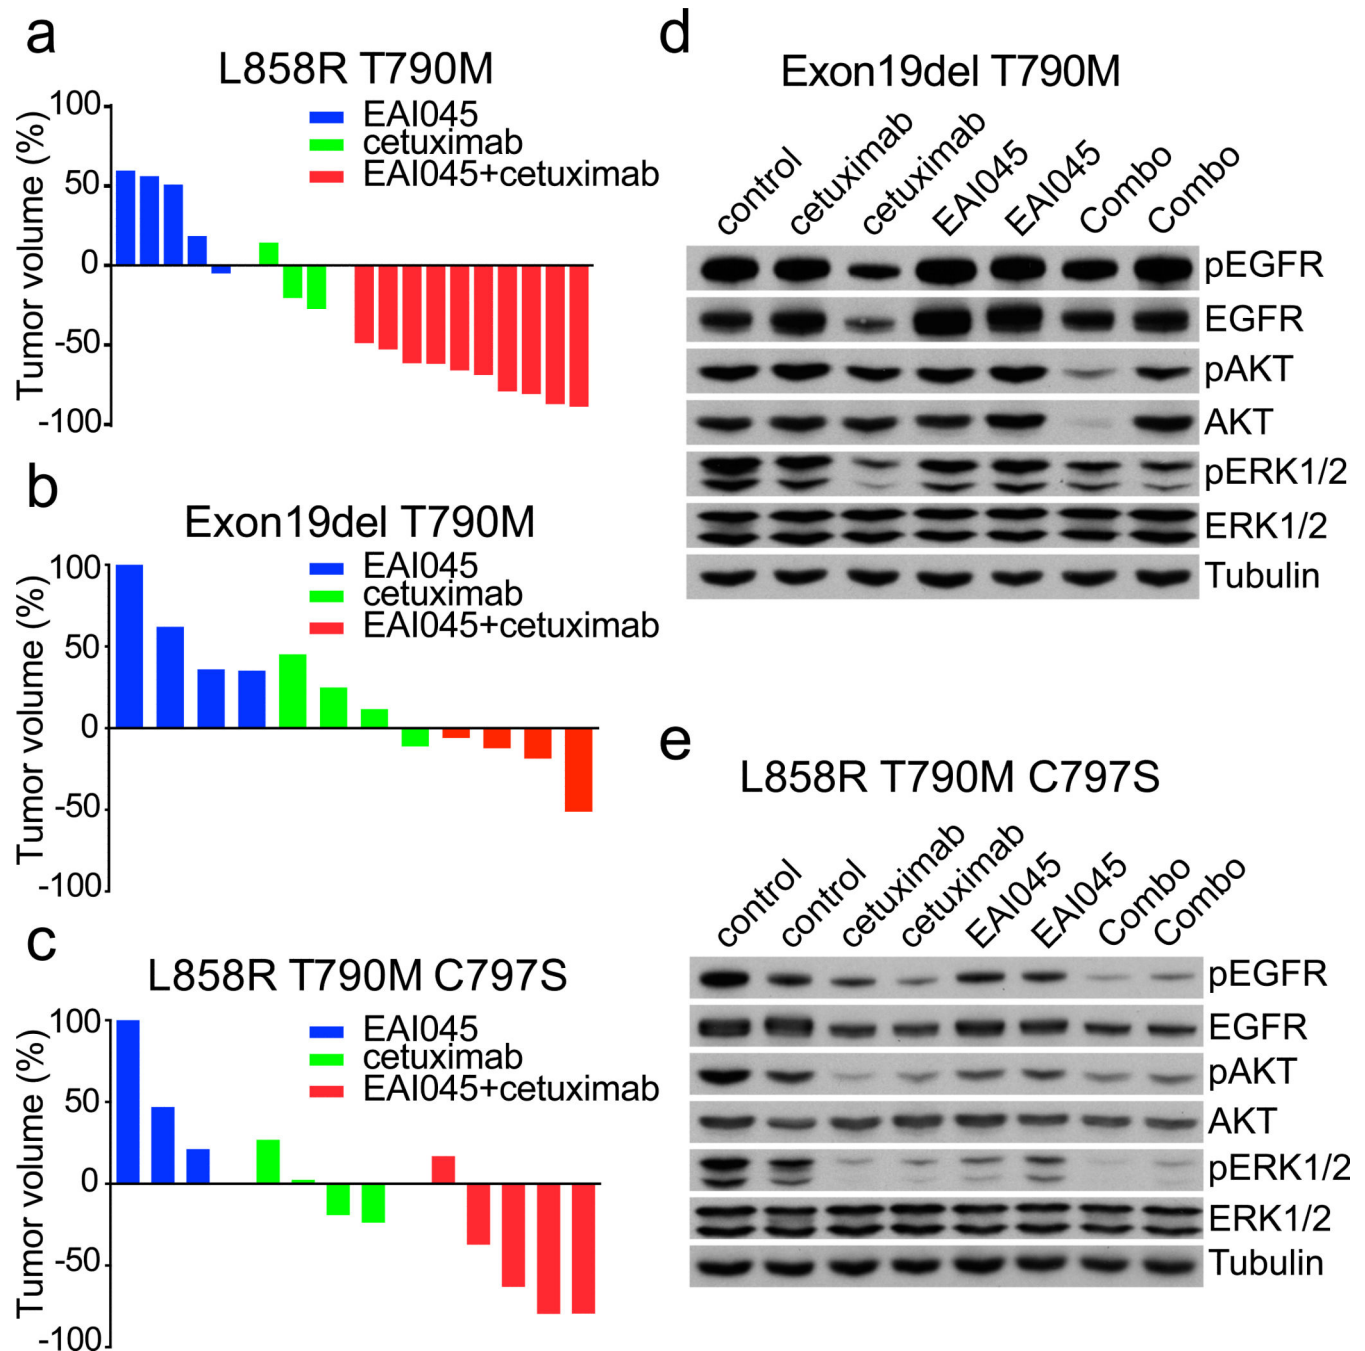 a
L858R T790M
Tumor volume (%)
100
50
0
-50
-100
EAI045
cetuximab
EAI045+cetuximab
b
Exon19del T790M
Tumor volume (%)
100
50
0
-50
-100
EAI045
cetuximab
EAI045+cetuximab
c
L858R T790M C797S
Tumor volume (%)
100
50
0
-50
-100
EAI045
cetuximab
EAI045+cetuximab
d
Exon19del T790M
control
cetuximab
cetuximab
EAI045
EAI045
Combo
Combo
pEGFR
EGFR
pAKT
AKT
pERK1/2
ERK1/2
Tubulin
e
L858R T790M C797S
control
control
cetuximab
cetuximab
EAI045
EAI045
Combo
Combo
pEGFR
EGFR
pAKT
AKT
pERK1/2
ERK1/2
Tubulin